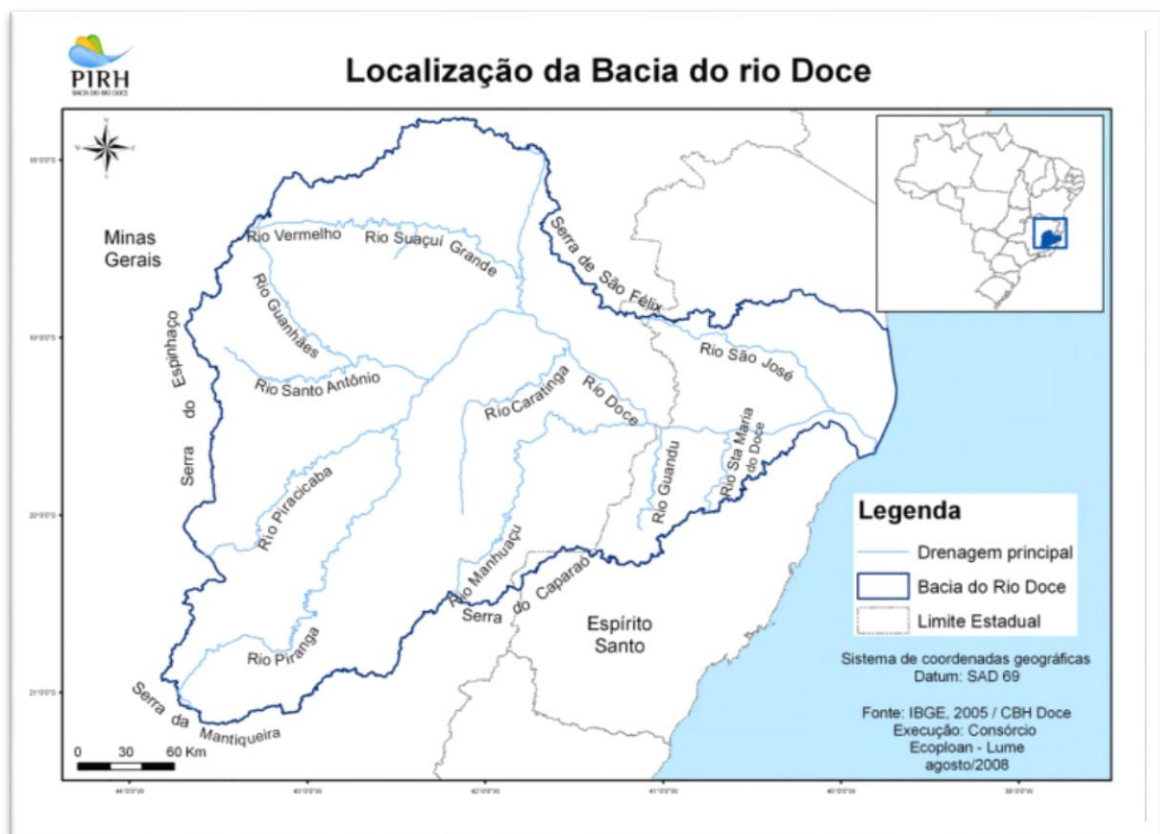 PIRH
BACIA DO RIO DOCE
Localização da Bacia do rio Doce
Minas
Gerais
Rio Vermelho
Rio Suaçuí
Grande
Serra de São Félix
Rio Guanhães
Serra do Espinhaço
Rio Santo Antônio
Rio Caratinga
Rio Doce
Rio São José
Rio Guandu
Rio Sta Maria
do Doce
Rio Piracicaba
Rio Manhuaçu
Serra do Caparaó
Rio Piranga
Serra da Mantiqueira
Espírito
Santo
0 30 60 Km
Legenda
Drenagem principal
Bacia do Rio Doce
Limite Estadual
Sistema de coordenadas geográficas
Datum: SAD 69
Fonte: IBGE, 2005 / CBH Doce
Execução: Consórcio
Ecoploan - Lume
agosto/2008